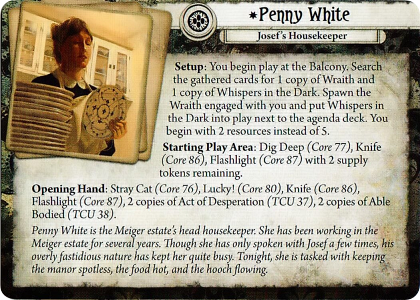 *Penny White
Josef's Housekeeper
Setup: You begin play at the Balcony. Search
the gathered cards for 1 copy of Wraith and
1 copy of Whispers in the Dark. Spawn the
Wraith engaged with you and put Whispers in
the Dark into play next to the agenda deck. You
begin with 2 resources instead of 5.
Starting Play Area: Dig Deep (Core 77), Knife
(Core 86), Flashlight (Core 87) with 2 supply
tokens remaining.
Opening Hand: Stray Cat (Core 76), Lucky! (Core 80), Knife (Core 86),
Flashlight (Core 87), 2 copies of Act of Desperation (TCU 37), 2 copies of Able
Bodied (TCU 38).
Penny White is the Meiger estate's head housekeeper. She has been working in the
Meiger estate for several years. Though she has only spoken with Josef a few times, his
overly fastidious nature has kept her quite busy. Tonight, she is tasked with keeping
the manor spotless, the food hot, and the hooch flowing.